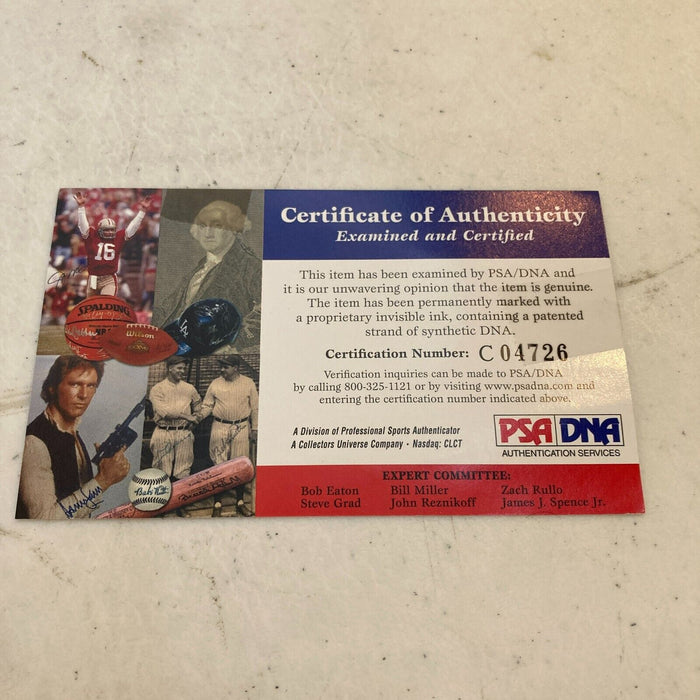 16
SPALDING
Wilson
Certificate of Authenticity
Examined and Certified
This item has been examined by PSA/DNA and
it is our unwavering opinion that the item is genuine.
The item has been permanently marked with
a proprietary invisible ink, containing a patented
strand of synthetic DNA.
Certification Number: C 04726
Verification inquiries can be made to PSA/DNA
by calling 800-325-1121 or by visiting www.psadna.com and
entering the certification number indicated above.
A Division of Professional Sports Authenticator
A Collectors Universe Company · Nasdaq: CLCT
PSA DNA
AUTHENTICATION SERVICES
EXPERT COMMITTEE:
Bob Eaton Bill Miller Zach Rullo
Steve Grad John Reznikoff James J. Spence Jr.